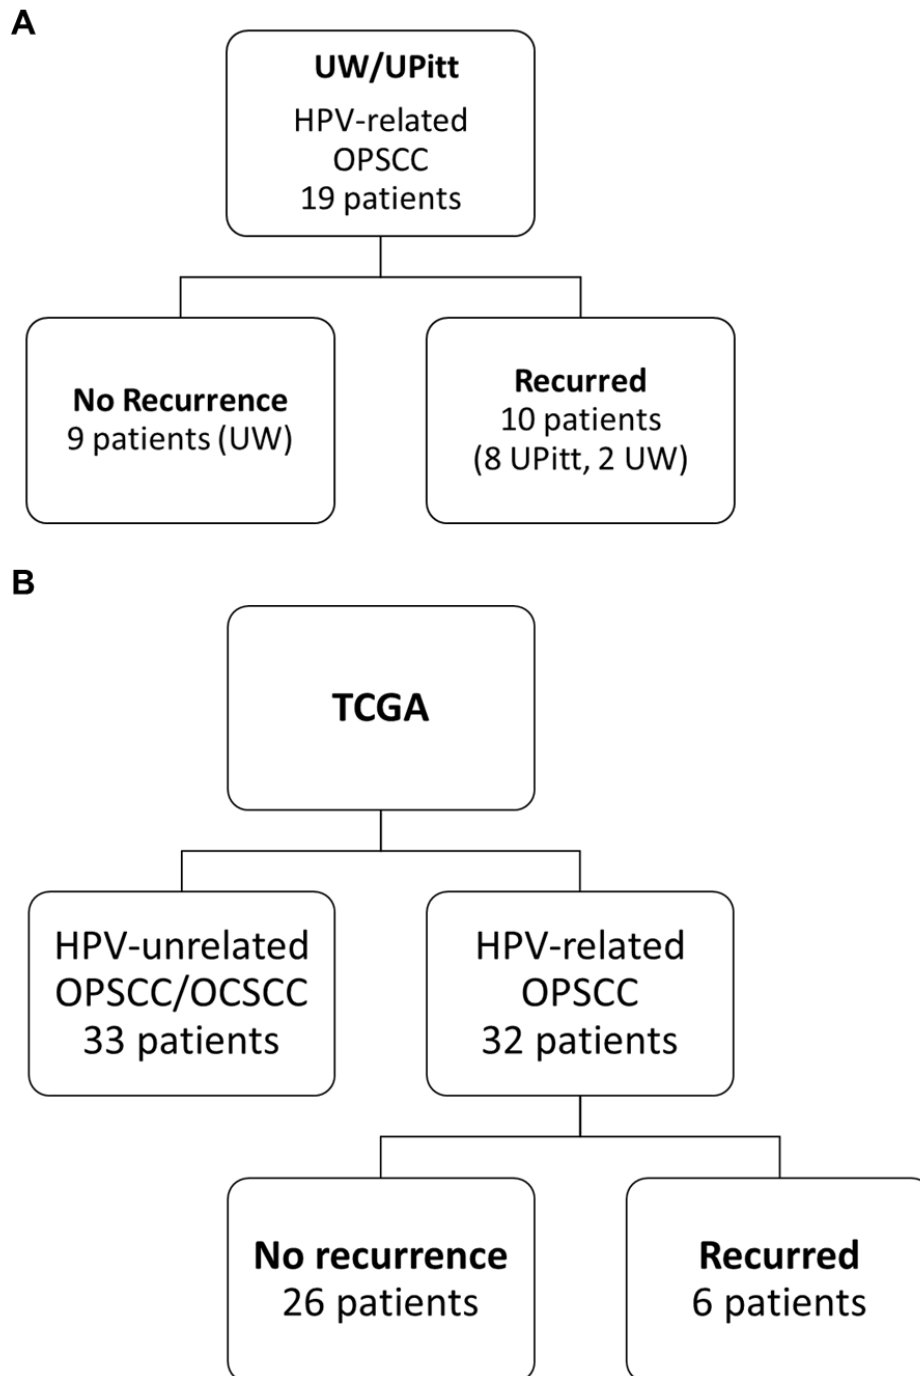 A
UW/UPitt
HPV-related
OPSCC
19 patients
No Recurrence
9 patients (UW)
Recurred
10 patients
(8 UPitt, 2 UW)
B
TCGA
HPV-unrelated
OPSCC/OCSCC
33 patients
HPV-related
OPSCC
32 patients
No recurrence
26 patients
Recurred
6 patients